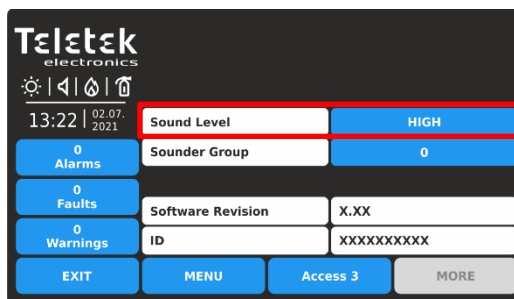 Teletek
electronics
13:22 02.07.
2021
Sound Level HIGH
0
Alarms
Sounder Group 0
0
Faults
Software Revision X.XX
0
Warnings
ID XXXXXXXXXX
EXIT MENU Access 3 MORE